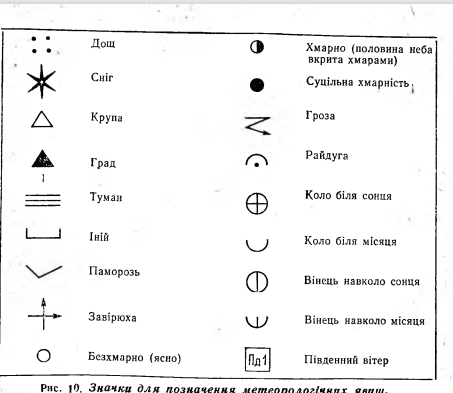 Дощ
Сніг
Крупа
Град
Туман
Іній
Паморозь
Завірюха
Безхмарно (ясно)
Хмарно (половина неба
вкрита хмарами)
Суцільна хмарність
Гроза
Райдуга
Коло біля сонця
Коло біля місяця
Вінець навколо сонця
Вінець навколо місяця
Пд1
Південний вітер
Рис. 10. Значки для позначення метеорологічних явищ.